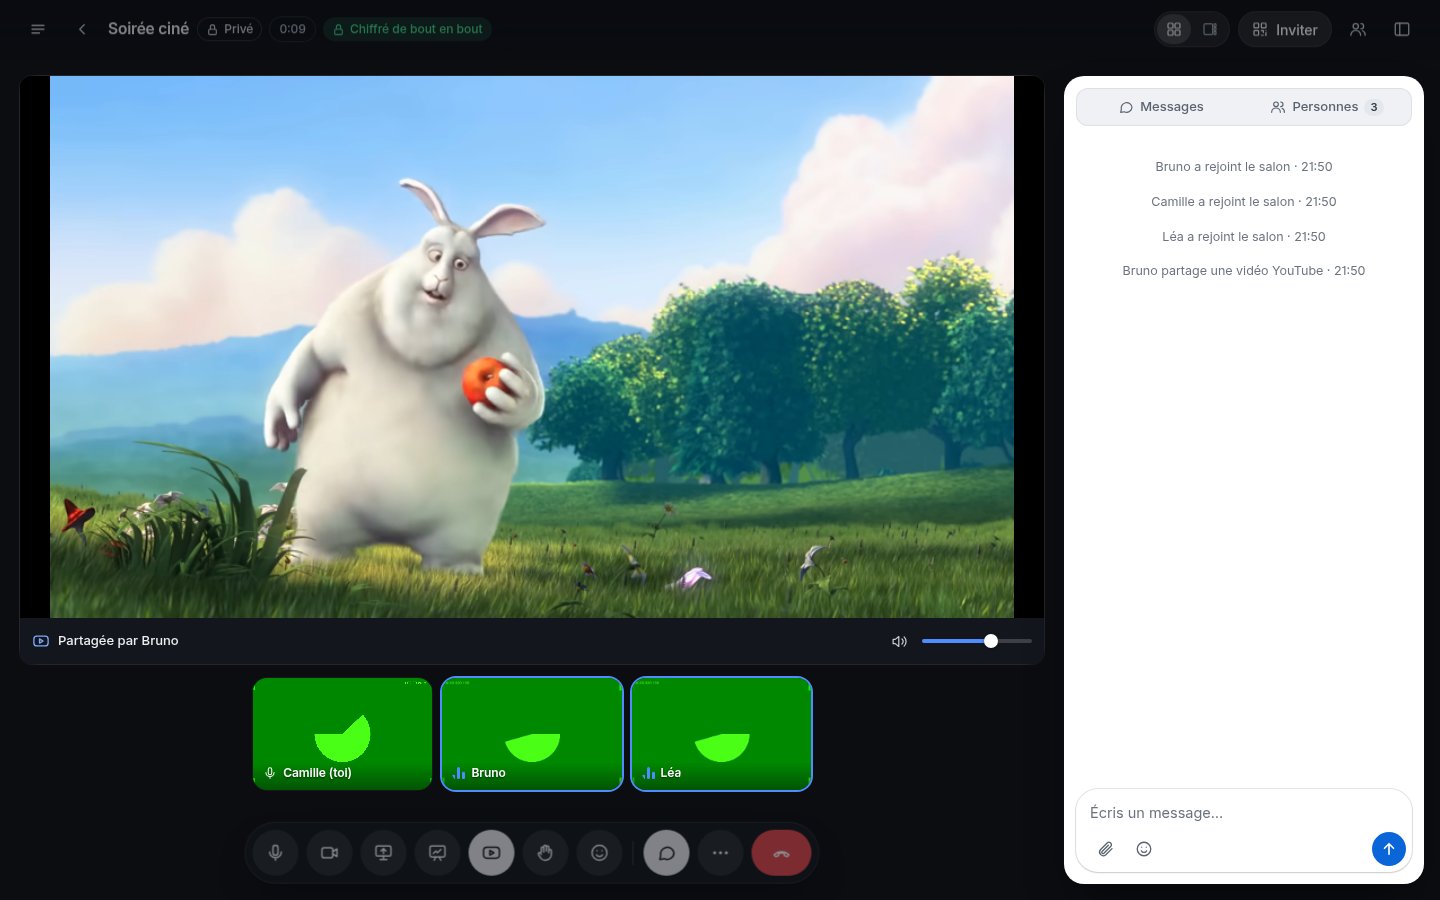 Soirée ciné
Privé
0:09
Chiffré de bout en bout
Inviter
Messages
Personnes 3
Bruno a rejoint le salon · 21:50
Camille a rejoint le salon · 21:50
Léa a rejoint le salon · 21:50
Bruno partage une vidéo YouTube · 21:50
Partagée par Bruno
Camille (toi)
Bruno
Léa
Écris un message...